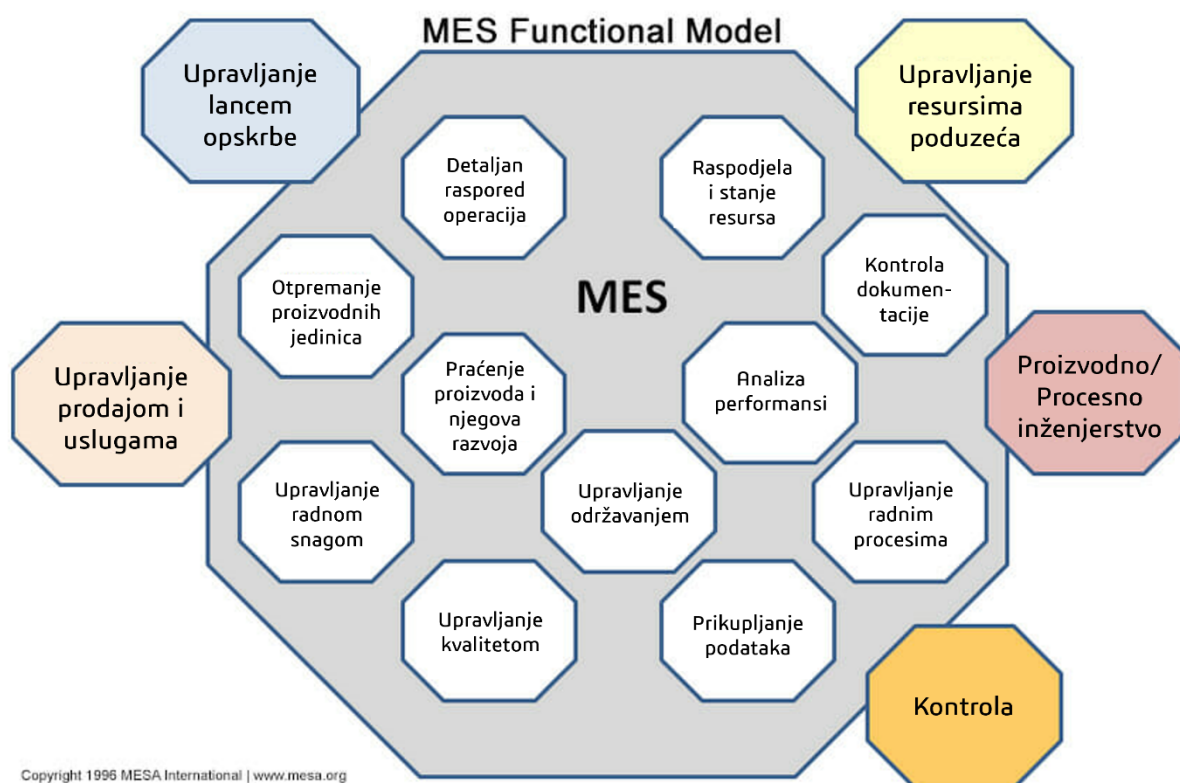 MES Functional Model
Upravljanje
lancem
opskrbe
Upravljanje
resursima
poduzeća
Detaljan
raspored
operacija
Raspodjela
i stanje
resursa
Otpremanje
proizvodnih
jedinica
MES
Kontrola
dokumen-
tacije
Upravljanje
prodajom i
uslugama
Praćenje
proizvoda i
njegova
razvoja
Analiza
performansi
Proizvodno/
Procesno
inženjerstvo
Upravljanje
radnom
snagom
Upravljanje
održavanjem
Upravljanje
radnim
procesima
Upravljanje
kvalitetom
Prikupljanje
podataka
Kontrola
Copyright 1996 MESA International | www.mesa.org